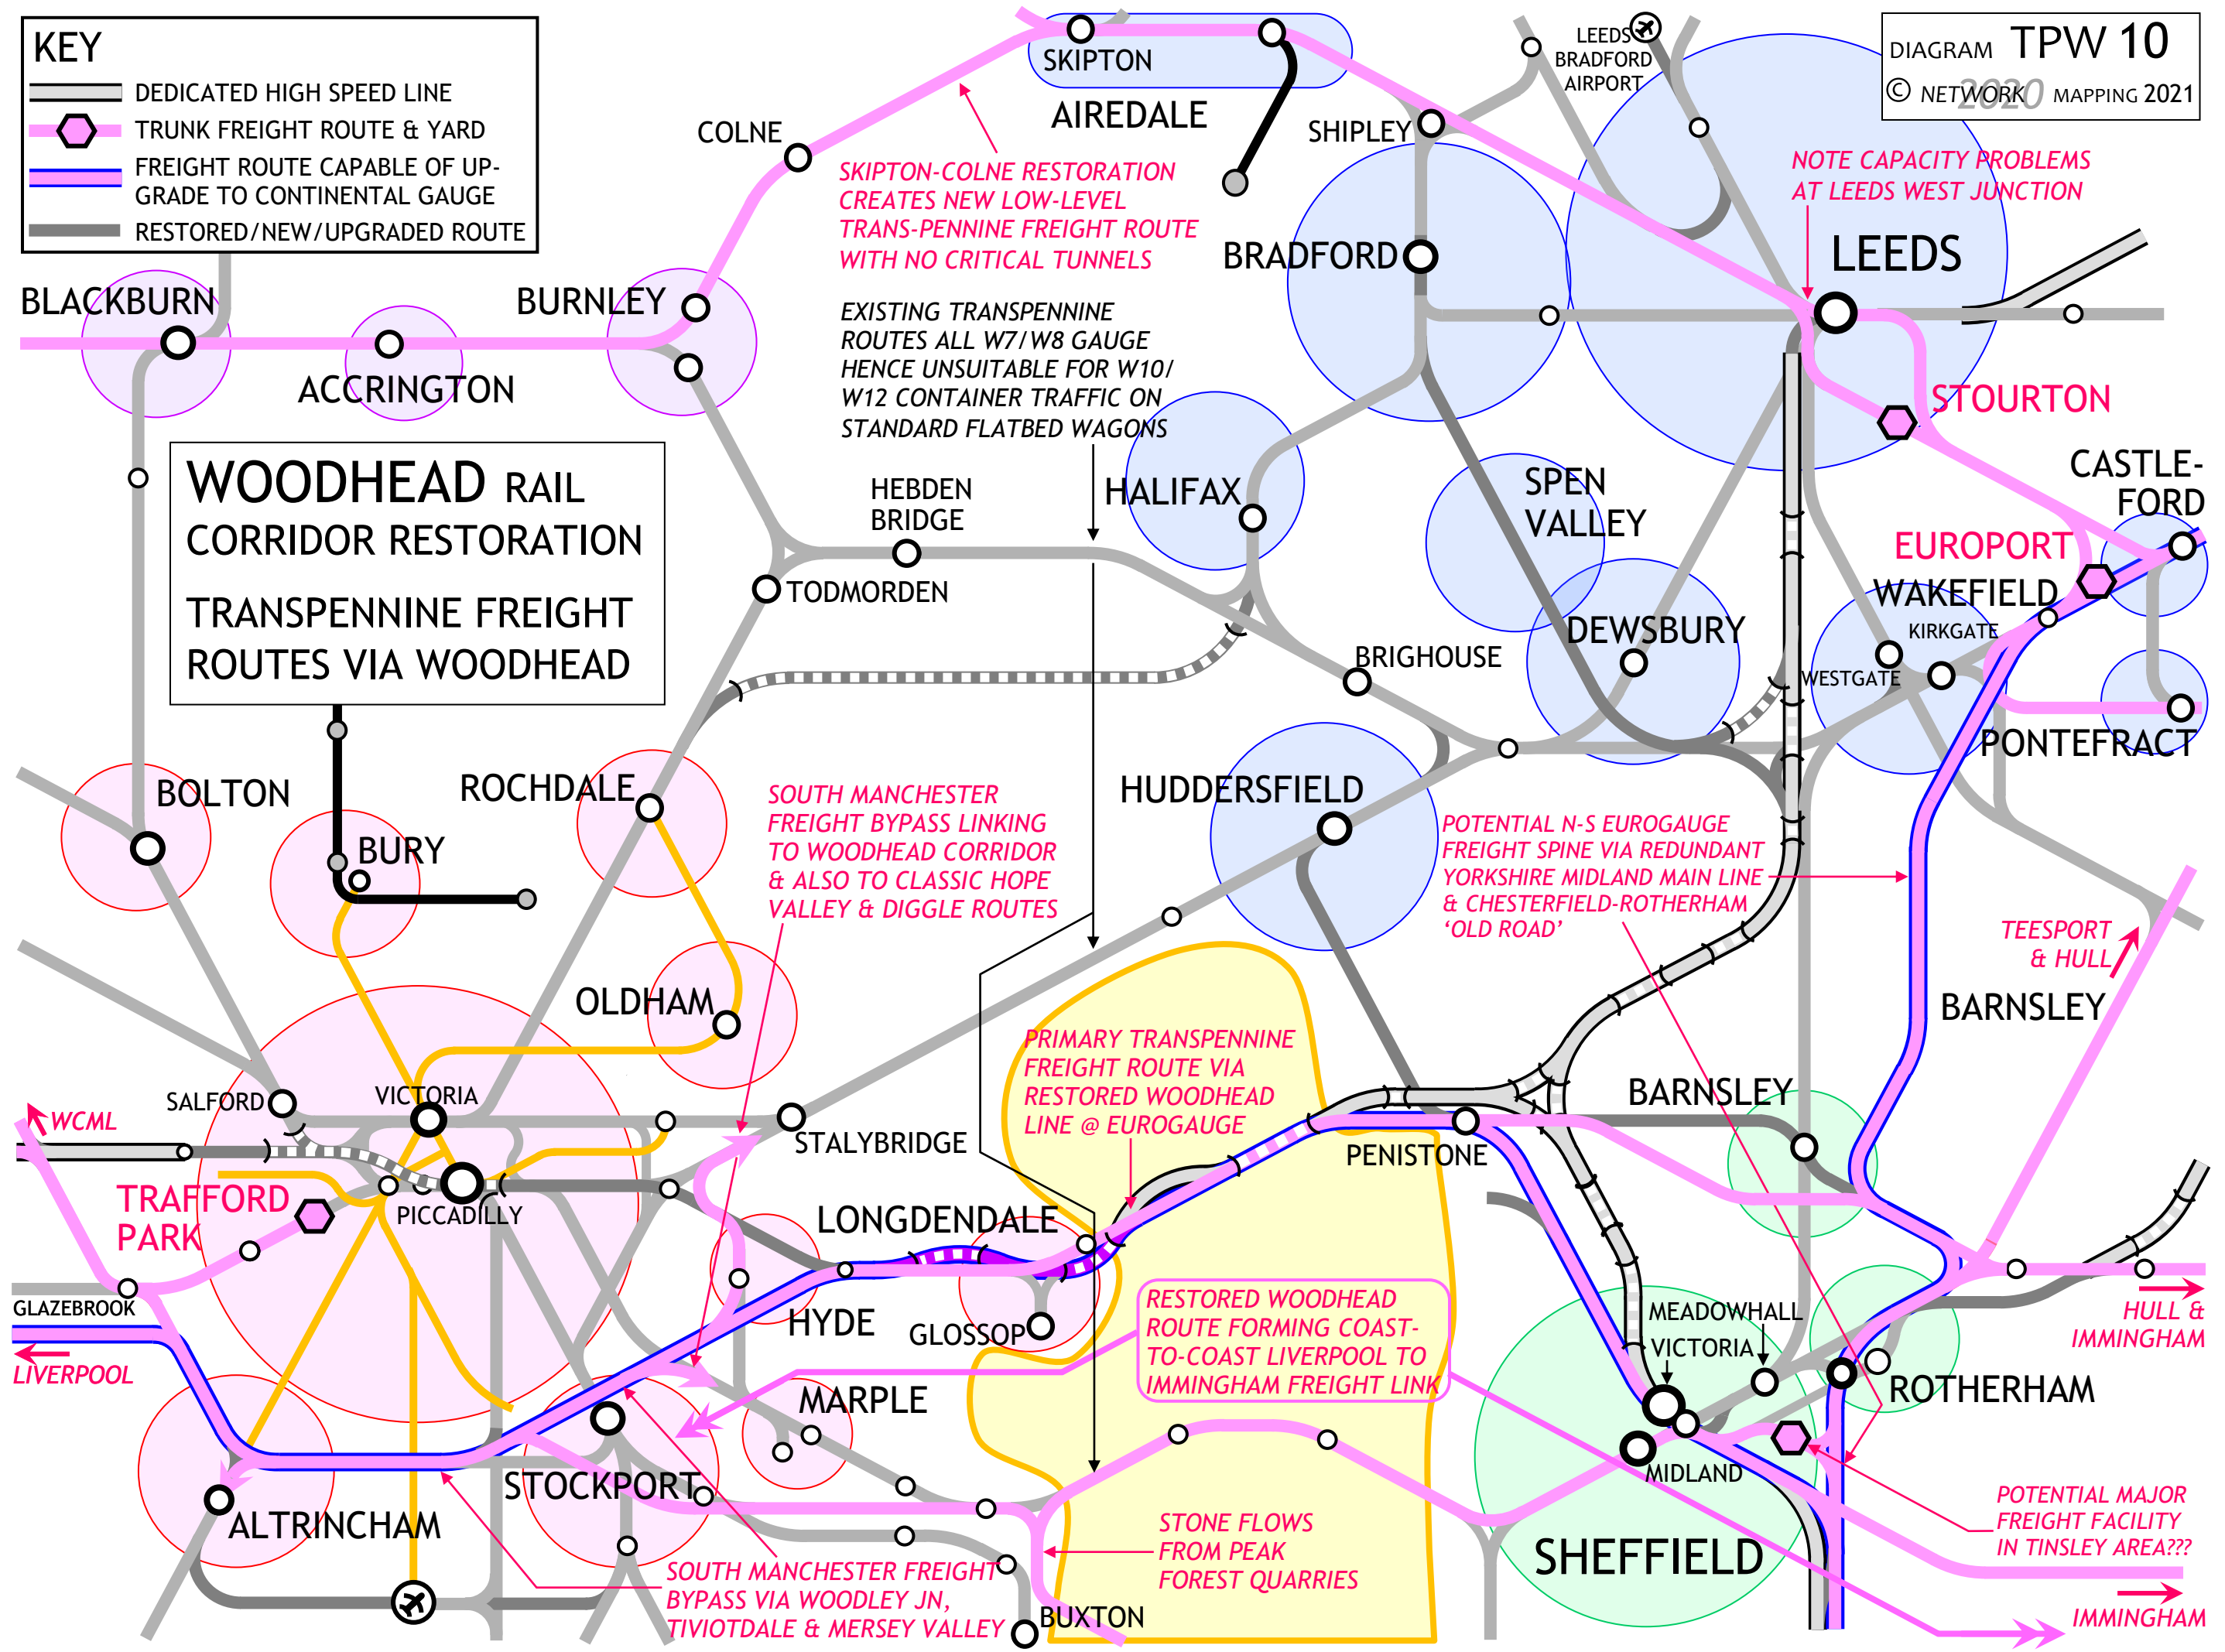 KEY
DEDICATED HIGH SPEED LINE
TRUNK FREIGHT ROUTE & YARD
FREIGHT ROUTE CAPABLE OF UP-
GRADE TO CONTINENTAL GAUGE
RESTORED/NEW/UPGRADED ROUTE
DIAGRAM TPW 10
© NETWORK 2020 MAPPING 2021
SKIPTON
AIREDALE
COLNE
SHIPLEY
LEEDS
BRADFORD
AIRPORT
SKIPTON-COLNE RESTORATION
CREATES NEW LOW-LEVEL
TRANS-PENNINE FREIGHT ROUTE
WITH NO CRITICAL TUNNELS
NOTE CAPACITY PROBLEMS
AT LEEDS WEST JUNCTION
BRADFORD
LEEDS
BLACKBURN
BURNLEY
ACCRINGTON
EXISTING TRANSPENNINE
ROUTES ALL W7/W8 GAUGE
HENCE UNSUITABLE FOR W10/
W12 CONTAINER TRAFFIC ON
STANDARD FLATBED WAGONS
STOURTON
WOODHEAD RAIL
CORRIDOR RESTORATION
TRANSPENNINE FREIGHT
ROUTES VIA WOODHEAD
HEBDEN
BRIDGE
HALIFAX
SPEN
VALLEY
CASTLE-
FORD
EUROPORT
TODMORDEN
WAKEFIELD
KIRKGATE
WESTGATE
DEWSBURY
BRIGHOUSE
PONTEFRACT
BOLTON
ROCHDALE
BURY
HUDDERSFIELD
SOUTH MANCHESTER
FREIGHT BYPASS LINKING
TO WOODHEAD CORRIDOR
& ALSO TO CLASSIC HOPE
VALLEY & DIGGLE ROUTES
POTENTIAL N-S EUROGAUGE
FREIGHT SPINE VIA REDUNDANT
YORKSHIRE MIDLAND MAIN LINE
& CHESTERFIELD-ROTHERHAM
‘OLD ROAD’
TEESPORT
& HULL
BARNSLEY
OLDHAM
PRIMARY TRANSPENNINE
FREIGHT ROUTE VIA
RESTORED WOODHEAD
LINE @ EUROGAUGE
BARNSLEY
SALFORD
VICTORIA
WCML
STALYBRIDGE
PENISTONE
TRAFFORD
PARK
PICCADILLY
LONGDENDALE
GLAZEBROOK
HYDE
GLOSSOP
LIVERPOOL
RESTORED WOODHEAD
ROUTE FORMING COAST-
TO-COAST LIVERPOOL TO
IMMINGHAM FREIGHT LINK
MEADOWHALL
VICTORIA
HULL &
IMMINGHAM
ROTHERHAM
MARPLE
STOCKPORT
MIDLAND
ALTRINCHAM
SHEFFIELD
STONE FLOWS
FROM PEAK
FOREST QUARRIES
POTENTIAL MAJOR
FREIGHT FACILITY
IN TINSLEY AREA???
SOUTH MANCHESTER FREIGHT
BYPASS VIA WOODLEY JN,
TIVIOTDALE & MERSEY VALLEY
BUXTON
IMMINGHAM